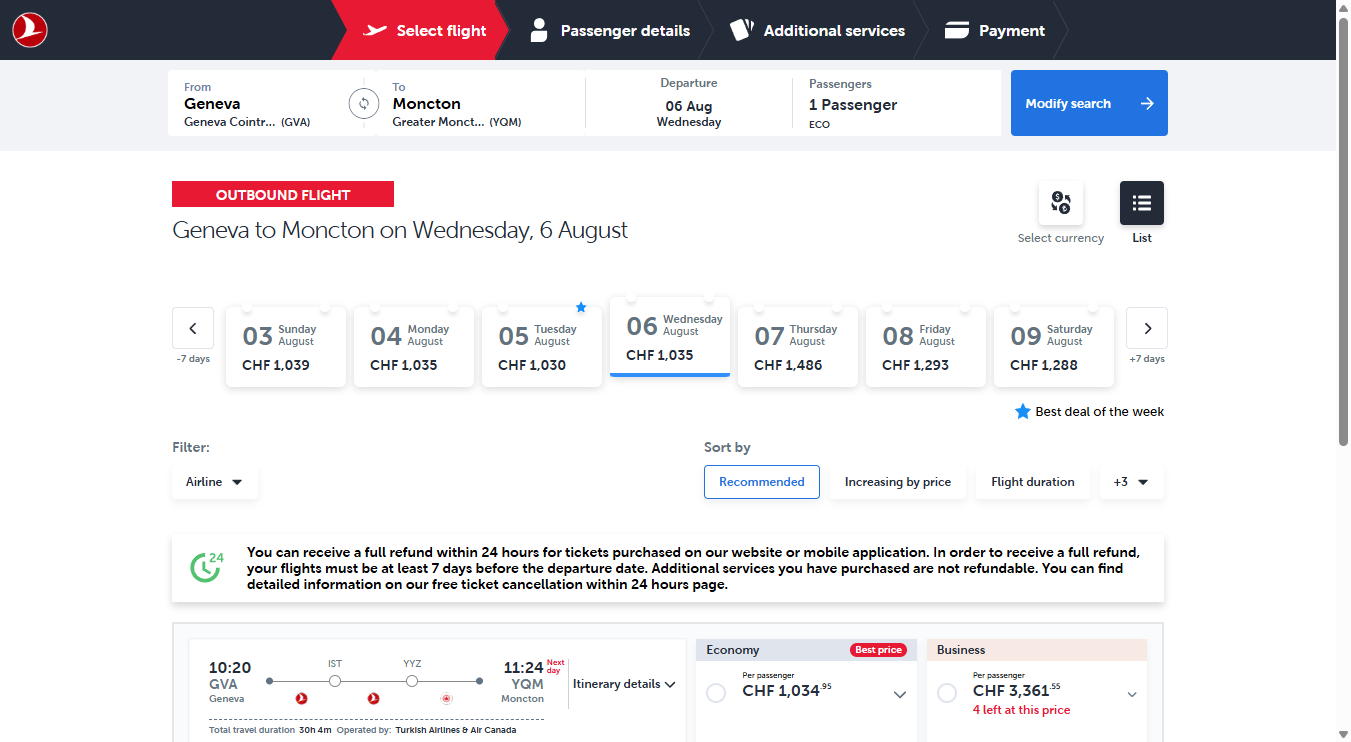 Select flight
Passenger details
Additional services
Payment
From
Geneva
Geneva Cointr... (GVA)
To
Moncton
Greater Monct... (YQM)
Departure
06 Aug
Wednesday
Passengers
1 Passenger
ECO
Modify search
OUTBOUND FLIGHT
Geneva to Moncton on Wednesday, 6 August
Select currency
List
-7 days
03 Sunday August
CHF 1,039
04 Monday August
CHF 1,035
05 Tuesday August
CHF 1,030
06 Wednesday August
CHF 1,035
07 Thursday August
CHF 1,486
08 Friday August
CHF 1,293
09 Saturday August
CHF 1,288
+7 days
Best deal of the week
Filter:
Airline
Sort by
Recommended
Increasing by price
Flight duration
+3
24
You can receive a full refund within 24 hours for tickets purchased on our website or mobile application. In order to receive a full refund,
your flights must be at least 7 days before the departure date. Additional services you have purchased are not refundable. You can find
detailed information on our free ticket cancellation within 24 hours page.
10:20
GVA
Geneva
IST
YYZ
11:24 Next day
YQM
Moncton
Itinerary details
Total travel duration 30h 4m Operated by: Turkish Airlines & Air Canada
Economy
Best price
Per passenger
CHF 1,034.95
Business
Per passenger
CHF 3,361.55
4 left at this price